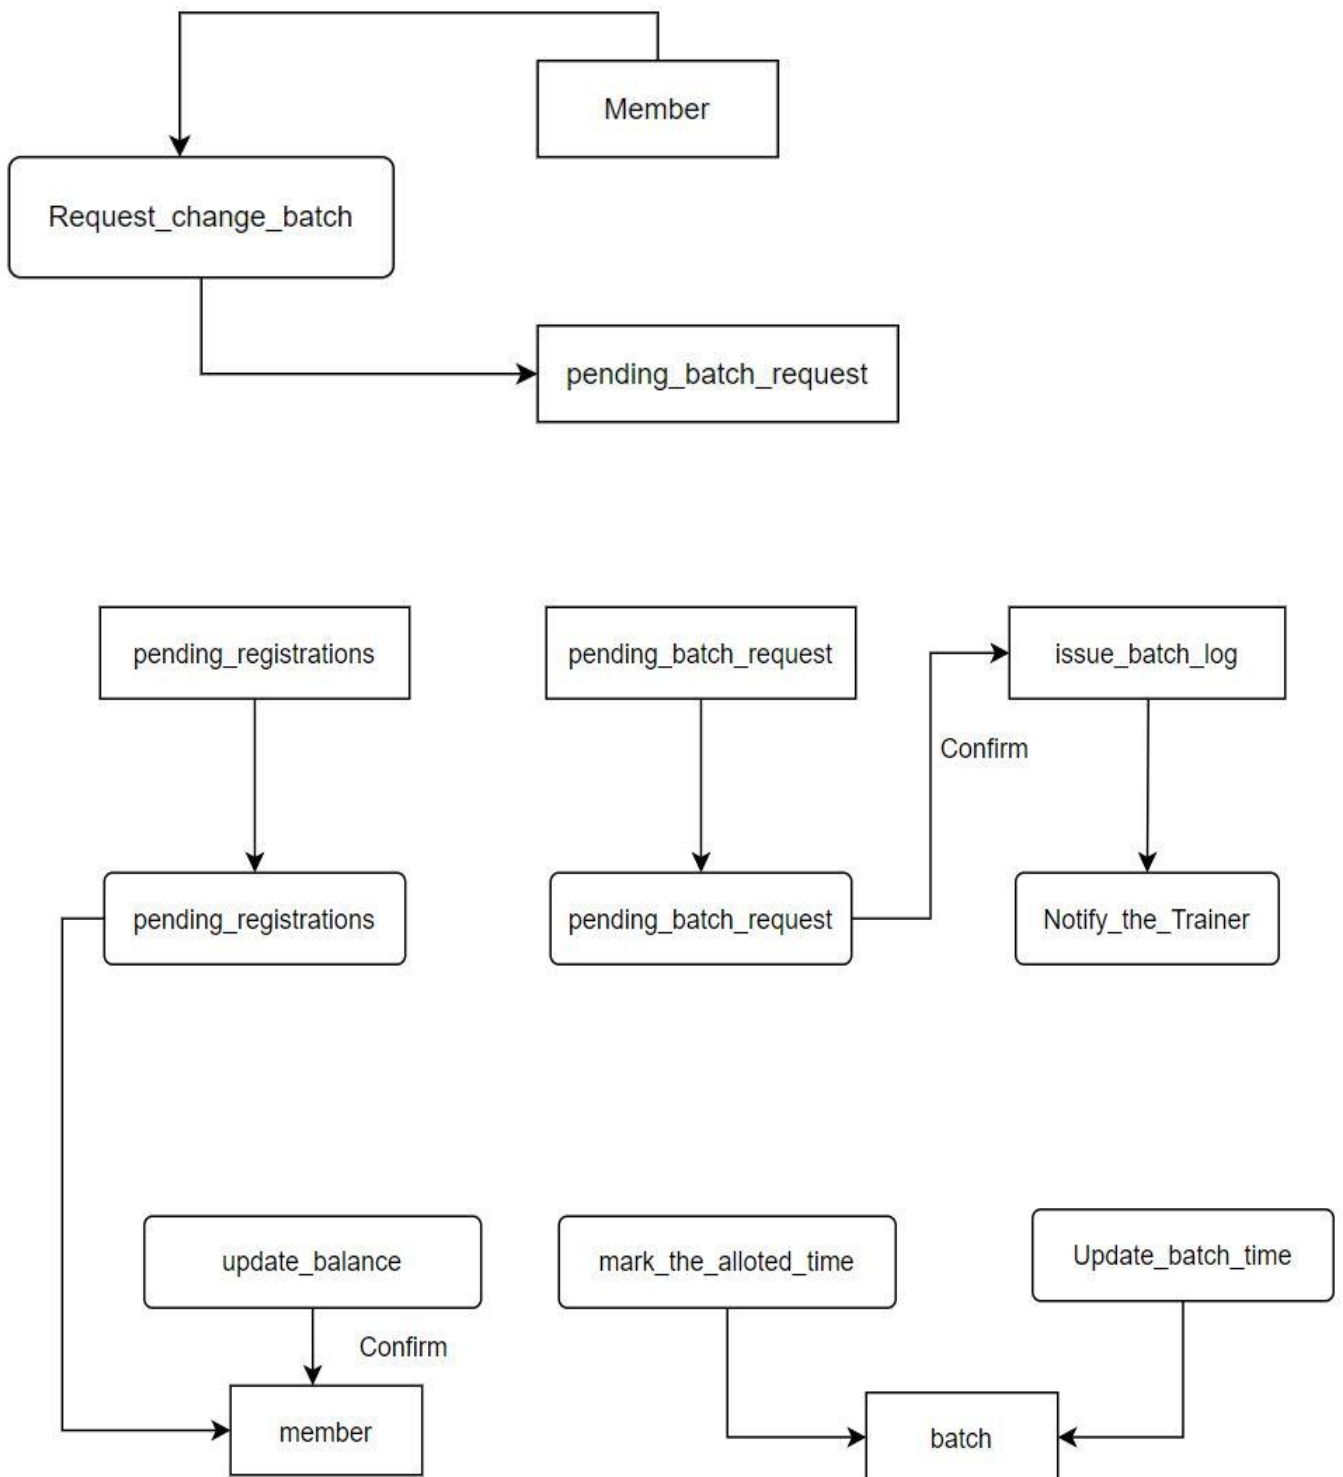 Member
Request_change_batch
pending_batch_request
pending_registrations
pending_batch_request
issue_batch_log
Confirm
pending_registrations
pending_batch_request
Notify_the_Trainer
update_balance
mark_the_alloted_time
Update_batch_time
Confirm
member
batch